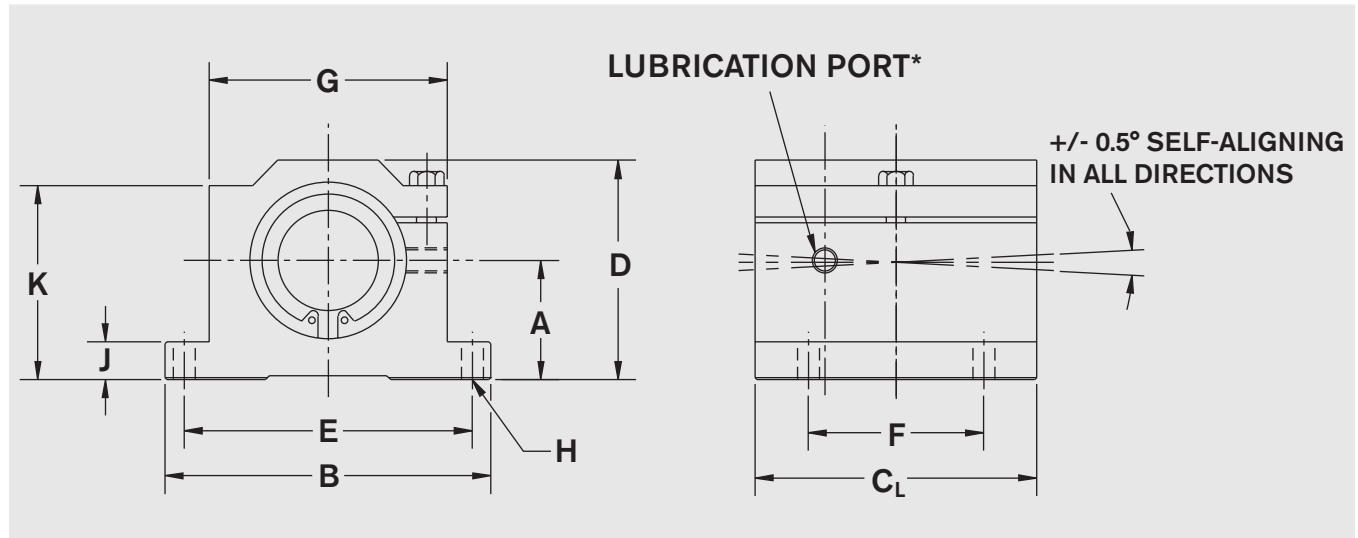 G
LUBRICATION PORT*
+/- 0.5° SELF-ALIGNING
IN ALL DIRECTIONS
K
D
A
J
E
H
B
F
CL